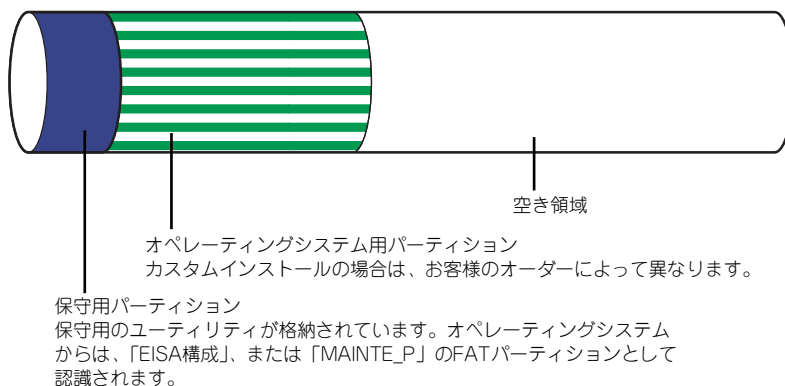 空き領域
オペレーティングシステム用パーティション
カスタムインストールの場合は、お客様のオーダーによって異なります。
保守用パーティション
保守用のユーティリティが格納されています。オペレーティングシステム
からは、「EISA構成」、または「MAINTE_P」のFATパーティションとして
認識されます。